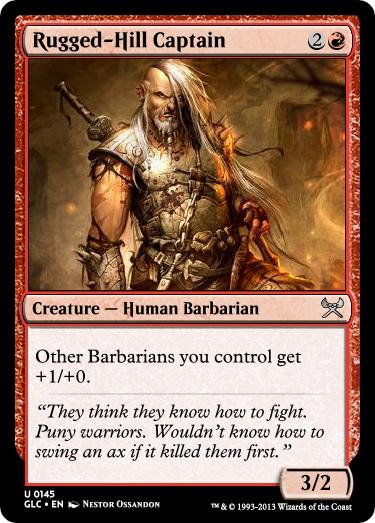 Rugged-Hill Captain 2
Creature — Human Barbarian
Other Barbarians you control get
+1/+0.
“They think they know how to fight.
Puny warriors. Wouldn’t know how to
swing an ax if it killed them first.”
3/2
U 0145
GLC • EN Nestor Ossandon
™ & © 1993-2013 Wizards of the Coast